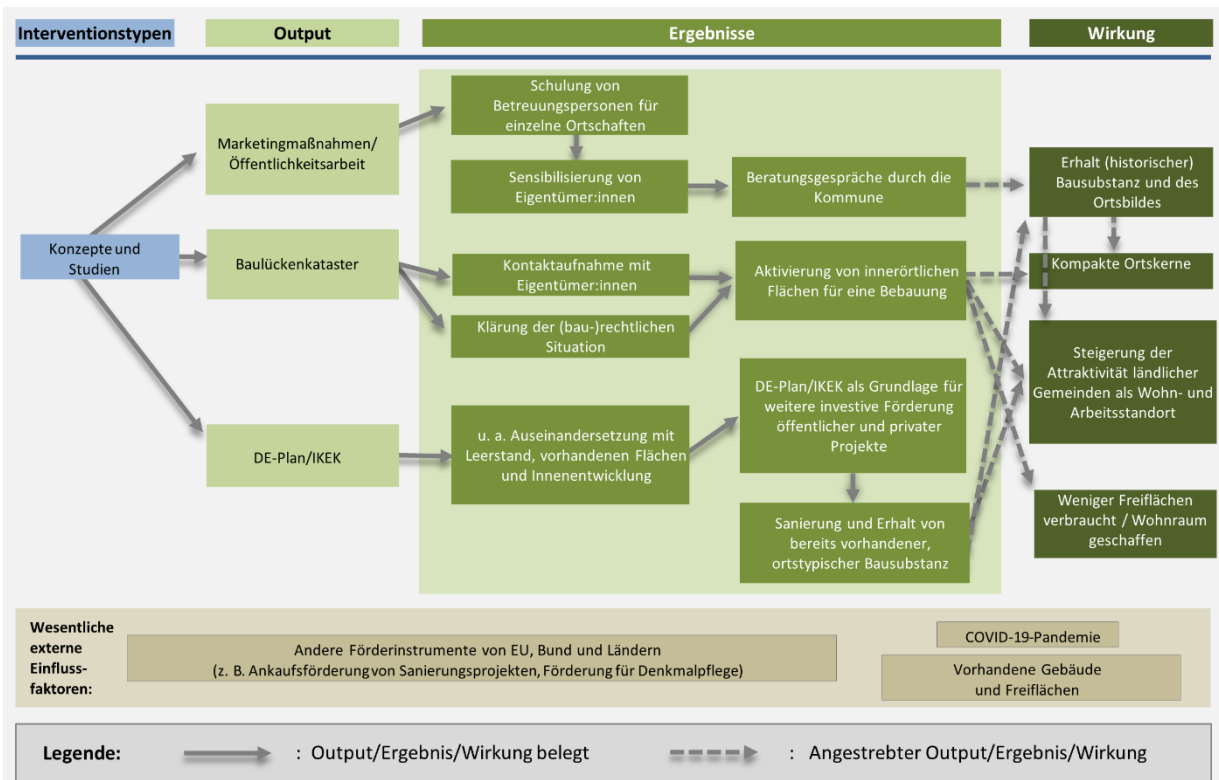 Interventionstypen
Output
Ergebnisse
Wirkung
Konzepte und
Studien
Marketingmaßnahmen/
Öffentlichkeitsarbeit
Baulückenkataster
DE-Plan/IKEK
Schulung von
Betreuungspersonen für
einzelne Ortschaften
Sensibilisierung von
Eigentümer:innen
Kontaktaufnahme mit
Eigentümer:innen
Klärung der (bau-)rechtlichen
Situation
u. a. Auseinandersetzung mit
Leerstand, vorhandenen Flächen
und Innenentwicklung
Beratungsgespräche durch die
Kommune
Aktivierung von innerörtlichen
Flächen für eine Bebauung
DE-Plan/IKEK als Grundlage für
weitere investive Förderung
öffentlicher und privater
Projekte
Sanierung und Erhalt von
bereits vorhandener,
ortstypischer Bausubstanz
Erhalt (historischer)
Bausubstanz und des
Ortsbildes
Kompakte Ortskerne
Steigerung der
Attraktivität ländlicher
Gemeinden als Wohn- und
Arbeitsstandort
Weniger Freiflächen
verbraucht / Wohnraum
geschaffen
Wesentliche
externe
Einfluss-
faktoren:
Andere Förderinstrumente von EU, Bund und Ländern
(z. B. Ankaufsförderung von Sanierungsprojekten, Förderung für Denkmalpflege)
COVID-19-Pandemie
Vorhandene Gebäude
und Freiflächen
Legende:
: Output/Ergebnis/Wirkung belegt
: Angestrebter Output/Ergebnis/Wirkung